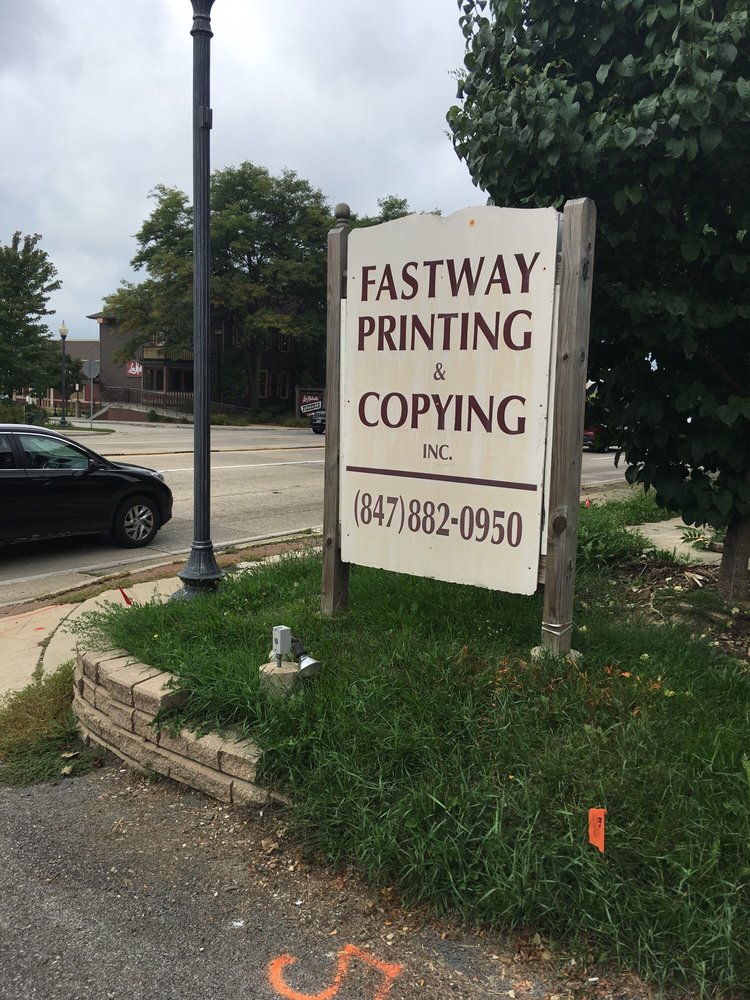 FASTWAY
PRINTING
&
COPYING
INC.
(847)882-0950